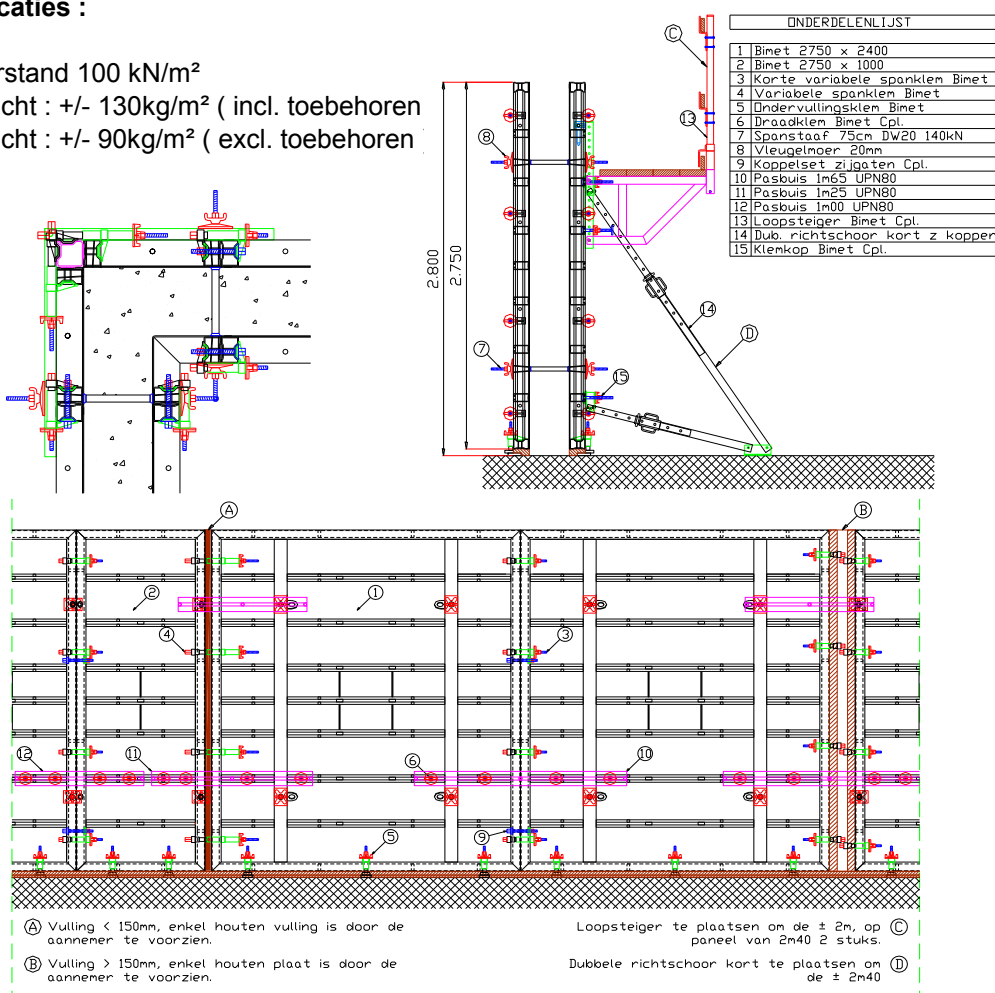 caties :
rstand 100 kN/m²
cht : +/- 130kg/m² ( incl. toebehoren
cht : +/- 90kg/m² ( excl. toebehoren
ONDERDELENLIJST
1 Bimet 2750 x 2400
2 Bimet 2750 x 1000
3 Korte variabele spanklem Bimet
4 Variabele spanklem Bimet
5 Ondervullingsklem Bimet
6 Draadklem Bimet Cpl.
7 Spanstaaf 75cm DW20 140kN
8 Vleugelmoer 20mm
9 Koppelset zijgaten Cpl.
10 Pasbuis 1m65 UPN80
11 Pasbuis 1m25 UPN80
12 Pasbuis 1m00 UPN80
13 Loopsteiger Bimet Cpl.
14 Dub. richtschoor kort z koppen
15 Klemkop Bimet Cpl.
C
13
8
2.800
2.750
14
D
7
15
A
B
2
1
4
3
12
11
6
10
5
9
A Vulling < 150mm, enkel houten vulling is door de
aannemer te voorzien.
B Vulling > 150mm, enkel houten plaat is door de
aannemer te voorzien.
Loopsteiger te plaatsen om de ± 2m, op C
paneel van 2m40 2 stuks.
Dubbele richtschoor kort te plaatsen om D
de ± 2m40